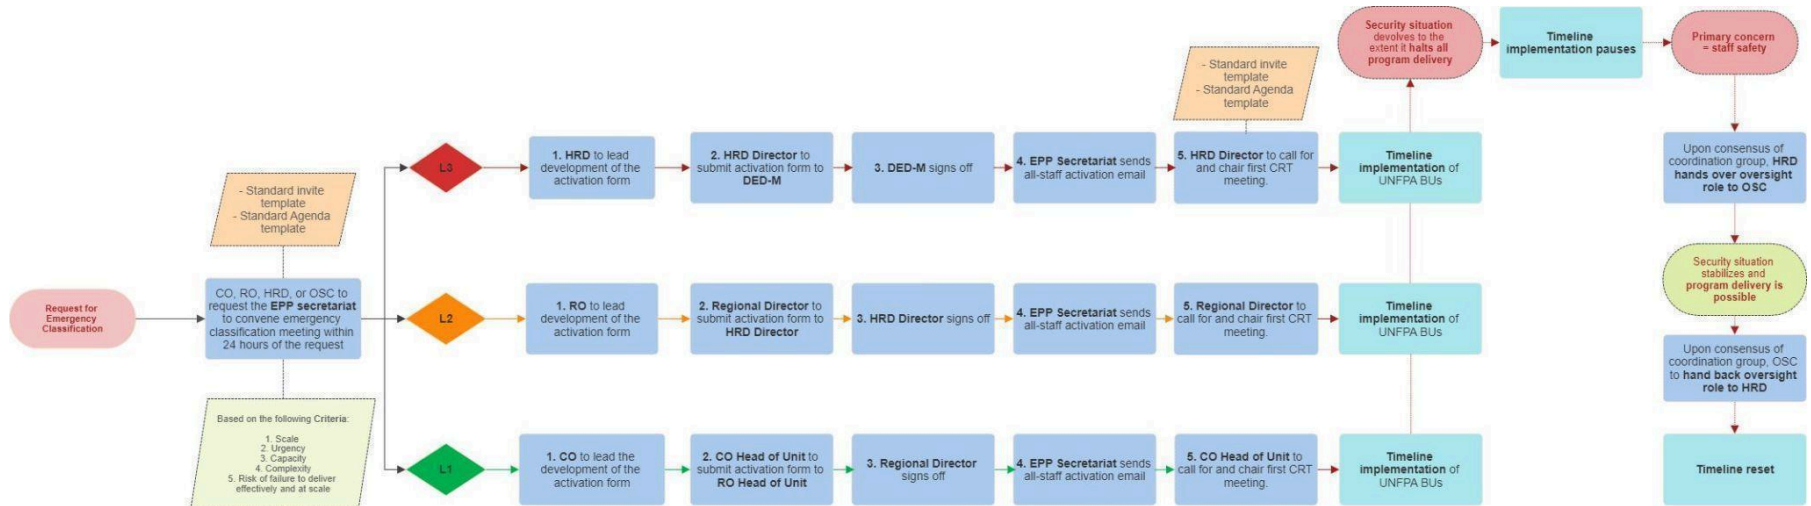 Request for
Emergency
Classification
- Standard invite
template
- Standard Agenda
template
CO, RO, HRD, or OSC to
request the EPP secretariat
to convene emergency
classification meeting within
24 hours of the request
Based on the following Criteria:
1. Scale
2. Urgency
3. Capacity
4. Complexity
5. Risk of failure to deliver
effectively and at scale
L3
1. HRD to lead
development of the
activation form
2. HRD Director to
submit activation form to
DED-M
3. DED-M signs off
4. EPP Secretariat sends
all-staff activation email
- Standard invite
template
- Standard Agenda
template
5. HRD Director to call for
and chair first CRT
meeting.
Timeline
implementation of
UNFPA BUs
L2
1. RO to lead
development of the
activation form
2. Regional Director to
submit activation form to
HRD Director
3. HRD Director signs off
4. EPP Secretariat sends
all-staff activation email
5. Regional Director to
call for and chair first CRT
meeting.
Timeline
implementation of
UNFPA BUs
L1
1. CO to lead the
development of the
activation form
2. CO Head of Unit to
submit activation form to
RO Head of Unit
3. Regional Director
signs off
4. EPP Secretariat sends
all-staff activation email
5. CO Head of Unit to
call for and chair first CRT
meeting.
Timeline
implementation of
UNFPA BUs
Security situation
devolves to the
extent it halts all
program delivery
Timeline
implementation pauses
Primary concern
= staff safety
Upon consensus of
coordination group, HRD
hands over oversight
role to OSC
Security situation
stabilizes and
program delivery is
possible
Upon consensus of
coordination group, OSC
to hand back oversight
role to HRD
Timeline reset